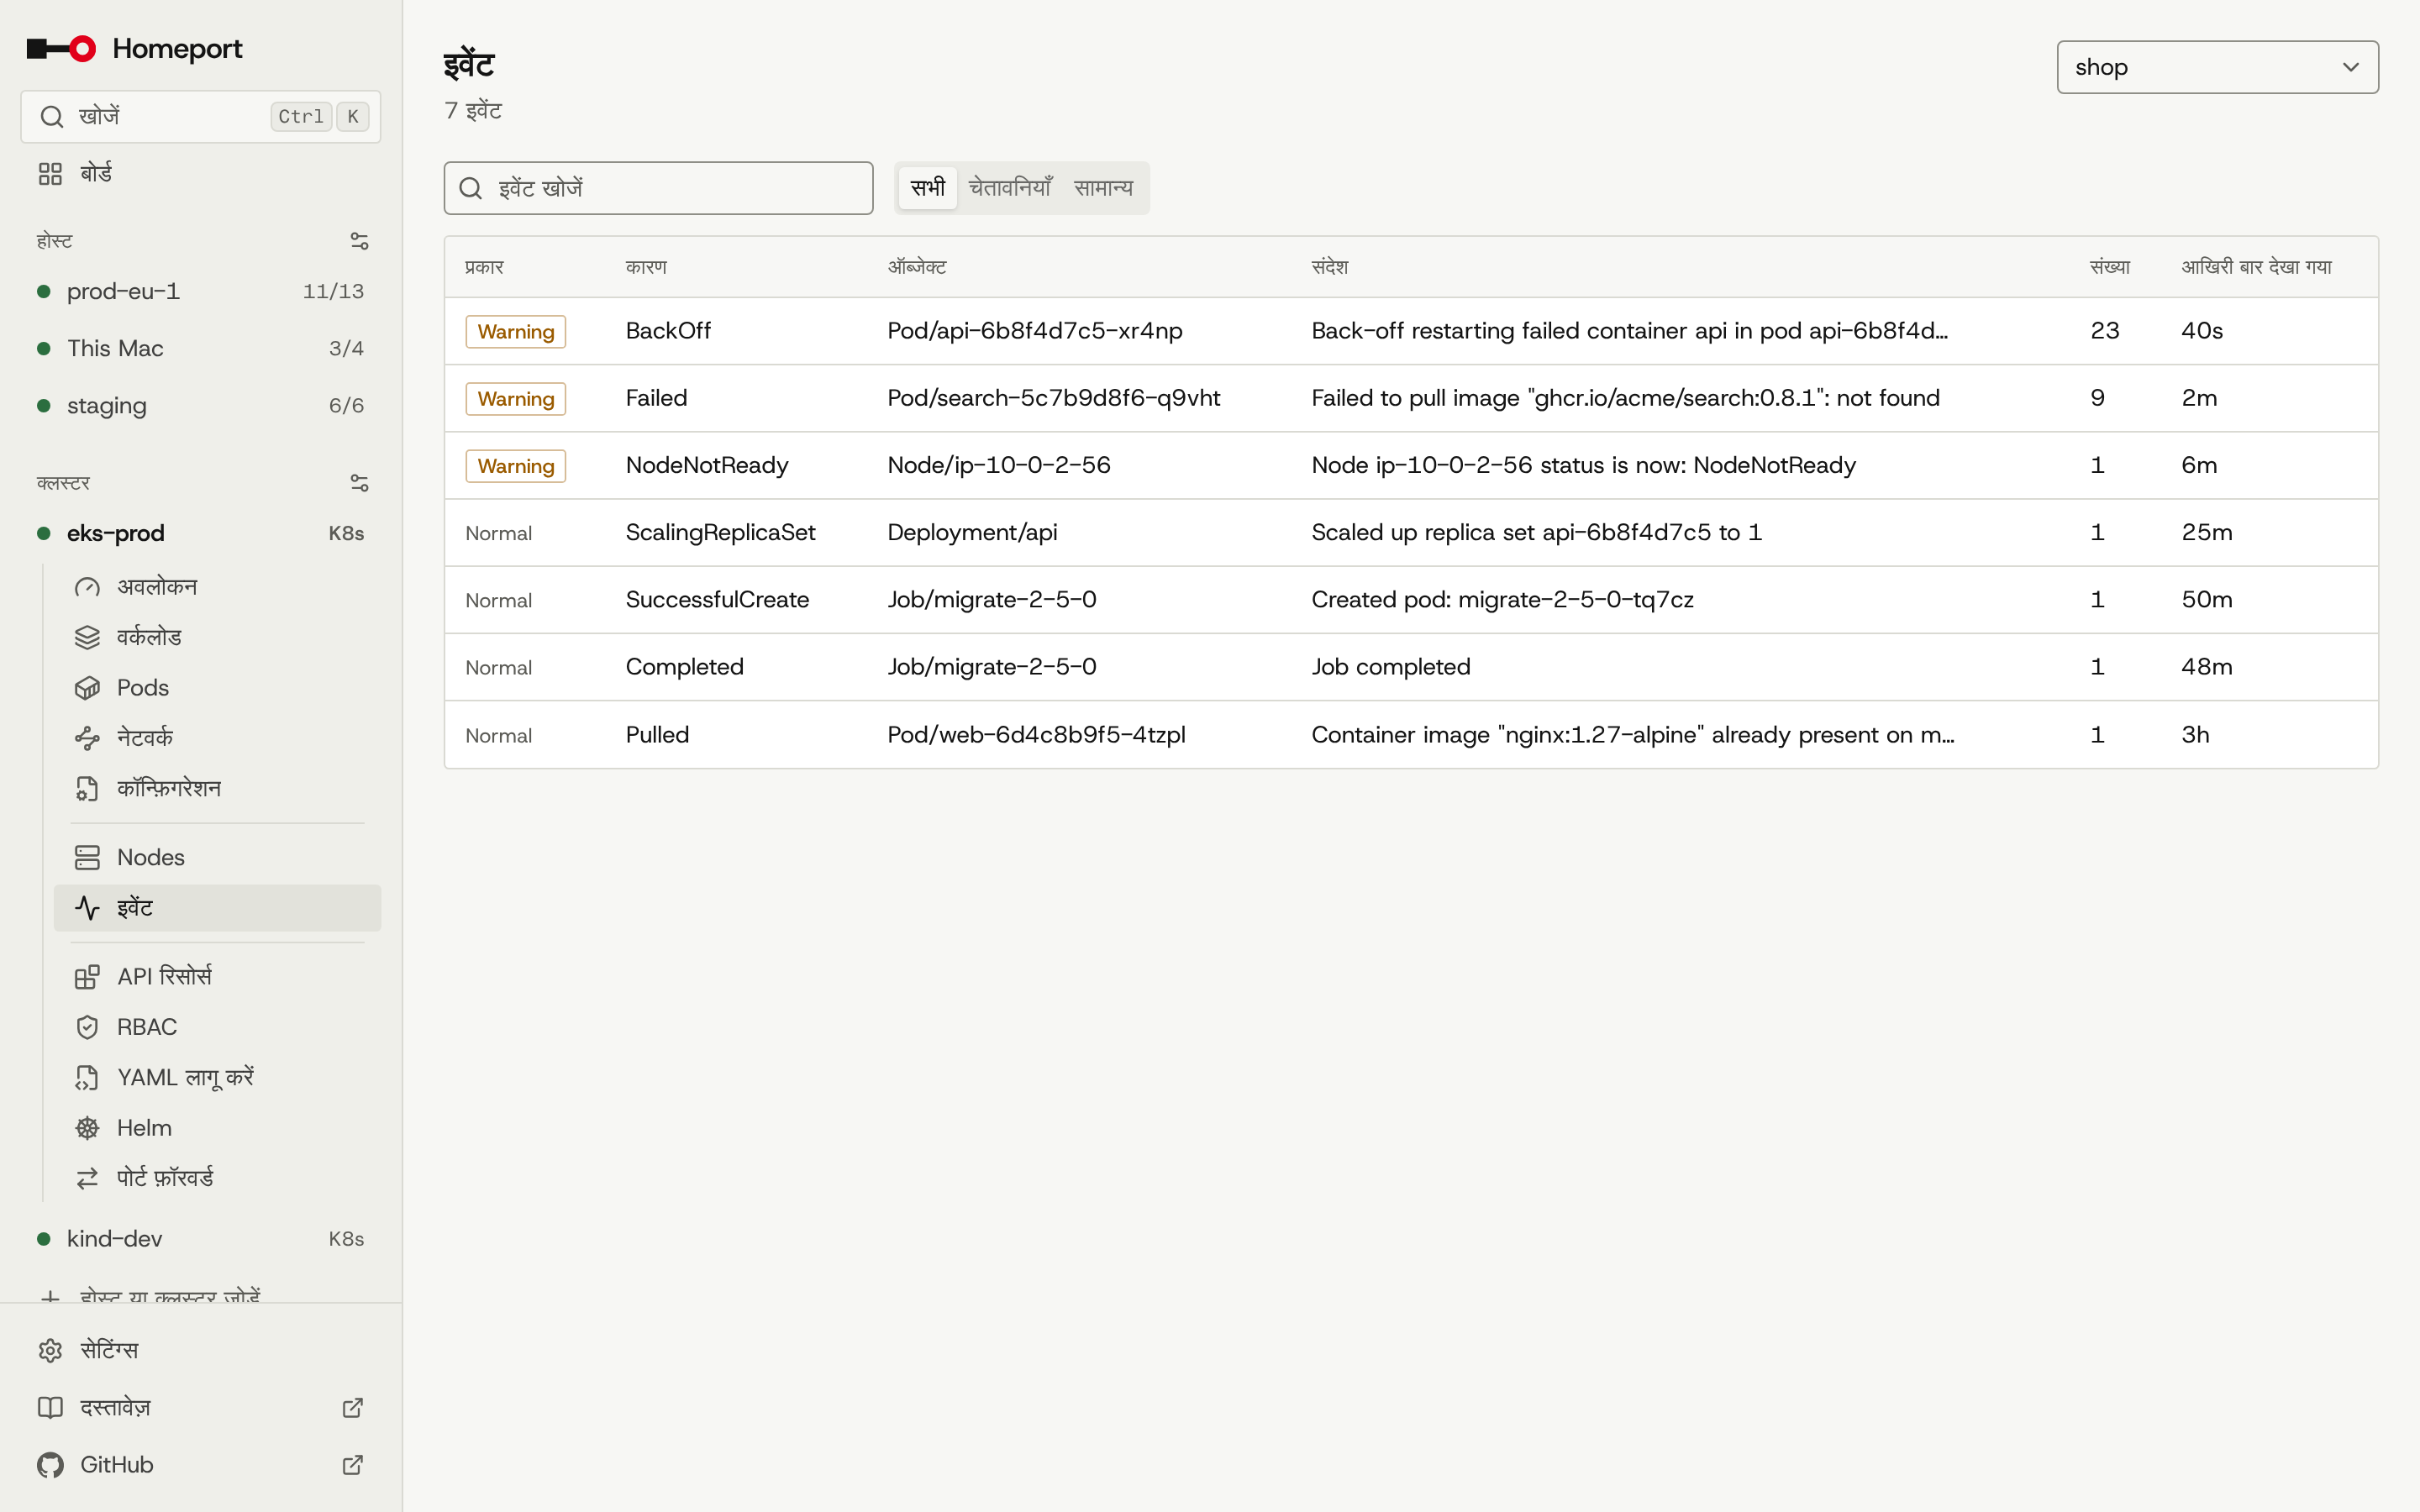 Homeport
खोजें Ctrl K
बोर्ड
होस्ट
prod-eu-1 11/13
This Mac 3/4
staging 6/6
क्लस्टर
eks-prod K8s
अवलोकन
वर्कलोड
Pods
नेटवर्क
कॉन्फ़िगरेशन
Nodes
इवेंट
API रिसोर्स
RBAC
YAML लागू करें
Helm
पोर्ट फ़ॉरवर्ड
kind-dev K8s
होस्ट या क्लस्टर जोड़ें
सेटिंग्स
दस्तावेज़
GitHub
इवेंट
7 इवेंट
shop
इवेंट खोजें सभी चेतावनियाँ सामान्य
प्रकार कारण ऑब्जेक्ट संदेश संख्या आखिरी बार देखा गया
Warning BackOff Pod/api-6b8f4d7c5-xr4np Back-off restarting failed container api in pod api-6b8f4d... 23 40s
Warning Failed Pod/search-5c7b9d8f6-q9vht Failed to pull image "ghcr.io/acme/search:0.8.1": not found 9 2m
Warning NodeNotReady Node/ip-10-0-2-56 Node ip-10-0-2-56 status is now: NodeNotReady 1 6m
Normal ScalingReplicaSet Deployment/api Scaled up replica set api-6b8f4d7c5 to 1 1 25m
Normal SuccessfulCreate Job/migrate-2-5-0 Created pod: migrate-2-5-0-tq7cz 1 50m
Normal Completed Job/migrate-2-5-0 Job completed 1 48m
Normal Pulled Pod/web-6d4c8b9f5-4tzpl Container image "nginx:1.27-alpine" already present on m... 1 3h